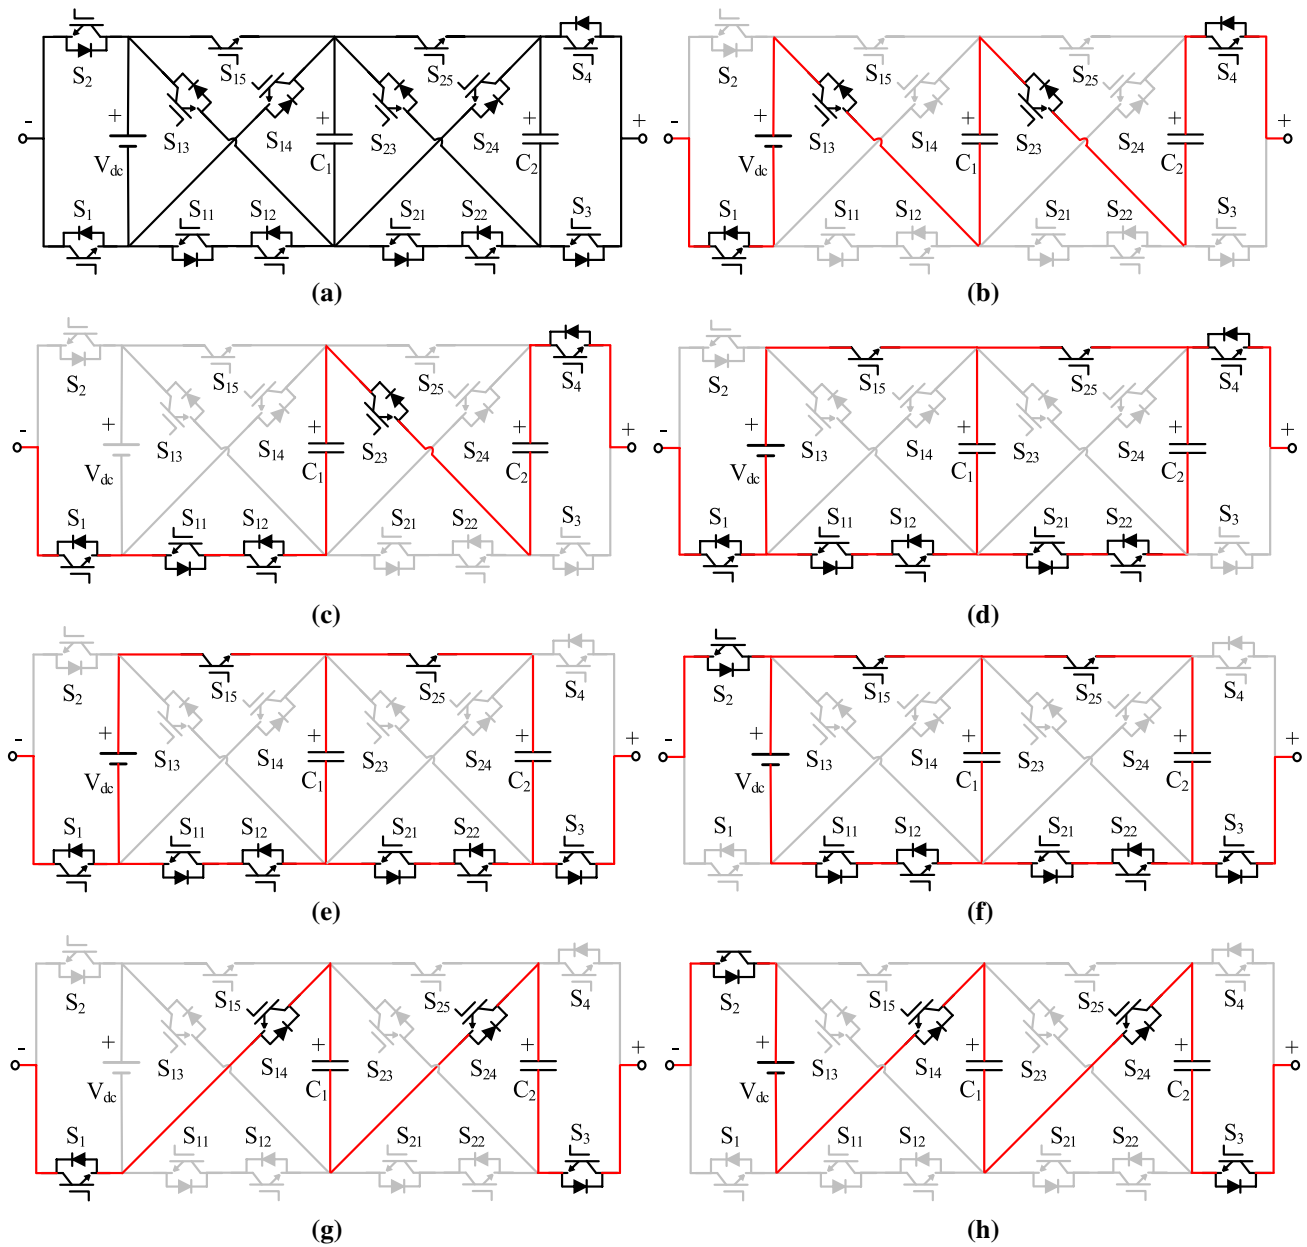 S2 S15 S25 S4
+ + +
- +
S13 S14 S23 S24
Vdc C1 C2
S1 S11 S12 S21 S22 S3
(a)
S2 S15 S25 S4
+ + +
- +
S13 S14 S23 S24
Vdc C1 C2
S1 S11 S12 S21 S22 S3
(b)
S2 S15 S25 S4
+ + +
- +
S13 S14 S23 S24
Vdc C1 C2
S1 S11 S12 S21 S22 S3
(c)
S2 S15 S25 S4
+ + +
- +
S13 S14 S23 S24
Vdc C1 C2
S1 S11 S12 S21 S22 S3
(d)
S2 S15 S25 S4
+ + +
- +
S13 S14 S23 S24
Vdc C1 C2
S1 S11 S12 S21 S22 S3
(e)
S2 S15 S25 S4
+ + +
- +
S13 S14 S23 S24
Vdc C1 C2
S1 S11 S12 S21 S22 S3
(f)
S2 S15 S25 S4
+ + +
- +
S13 S14 S23 S24
Vdc C1 C2
S1 S11 S12 S21 S22 S3
(g)
S2 S15 S25 S4
+ + +
- +
S13 S14 S23 S24
Vdc C1 C2
S1 S11 S12 S21 S22 S3
(h)